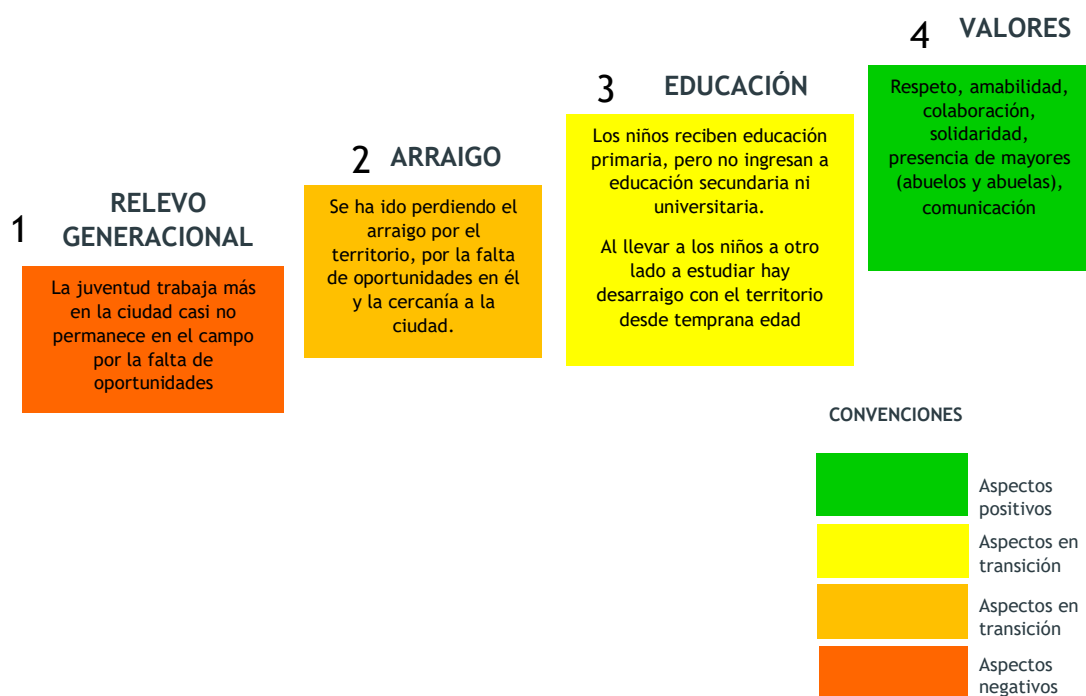 1
RELEVO
GENERACIONAL
La juventud trabaja más
en la ciudad casi no
permanece en el campo
por la falta de
oportunidades
2 ARRAIGO
Se ha ido perdiendo el
arraigo por el
territorio, por la falta
de oportunidades en él
y la cercanía a la
ciudad.
3 EDUCACIÓN
Los niños reciben educación
primaria, pero no ingresan a
educación secundaria ni
universitaria.
Al llevar a los niños a otro
lado a estudiar hay
desarraigo con el territorio
desde temprana edad
4 VALORES
Respeto, amabilidad,
colaboración,
solidaridad,
presencia de mayores
(abuelos y abuelas),
comunicación
CONVENCIONES
Aspectos
positivos
Aspectos en
transición
Aspectos en
transición
Aspectos
negativos